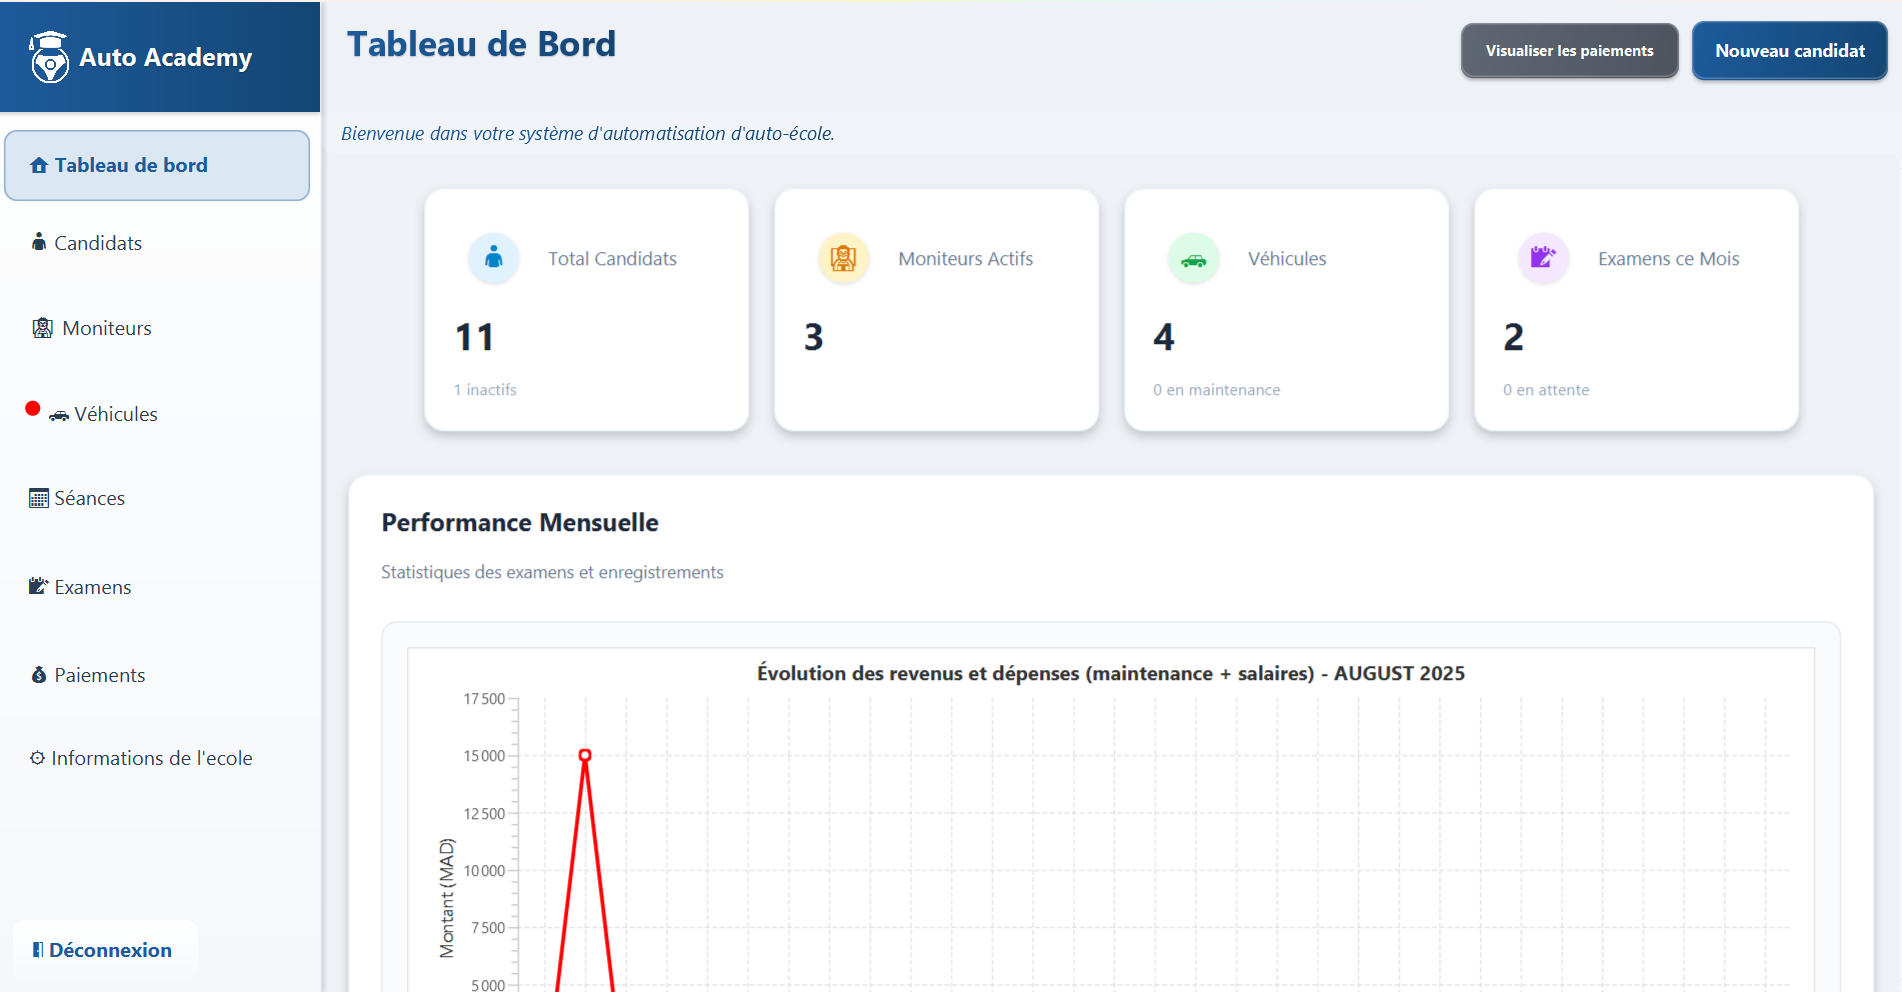 Auto Academy
Tableau de bord
Candidats
Moniteurs
Véhicules
Séances
Examens
Paiements
Informations de l'ecole
Déconnexion
Tableau de Bord
Visualiser les paiements
Nouveau candidat
Bienvenue dans votre système d'automatisation d'auto-école.
Total Candidats
11
1 inactifs
Moniteurs Actifs
3
Véhicules
4
0 en maintenance
Examens ce Mois
2
0 en attente
Performance Mensuelle
Statistiques des examens et enregistrements
Évolution des revenus et dépenses (maintenance + salaires) - AUGUST 2025
Montant (MAD)
17 500
15 000
12 500
10 000
7 500
5 000